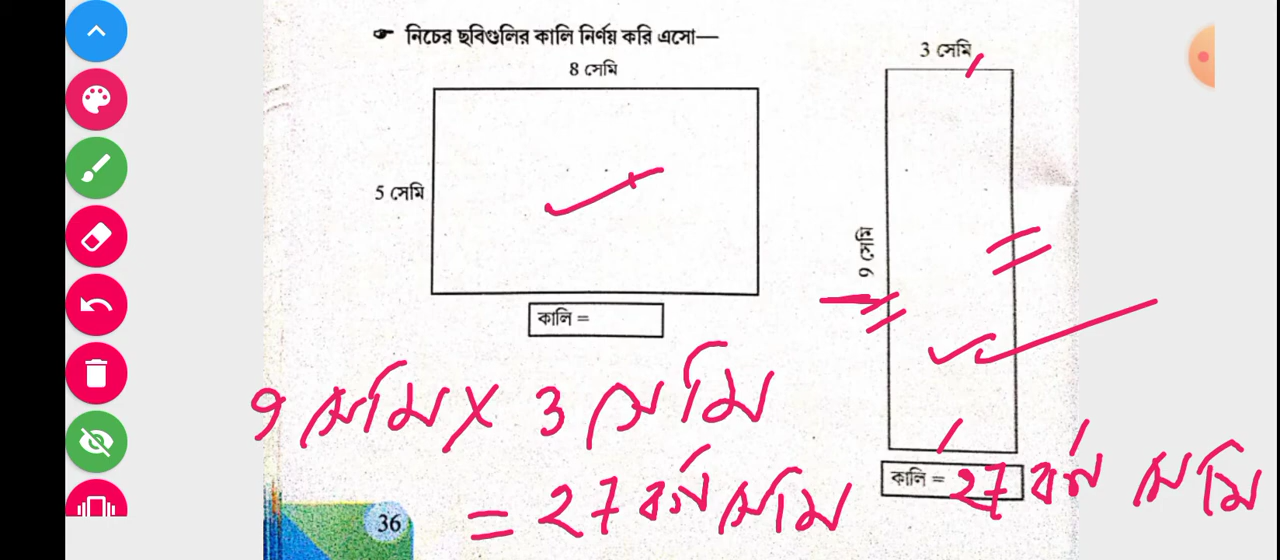 ☛ নিচের ছবিগুলির কালি নির্ণয় করি এসো—
8 সেমি
5 সেমি
কালি =
3 সেমি
9 সেমি
কালি = 27 বর্গ সেমি
9 সেমি × 3 সেমি
= 27 বর্গ সেমি
36